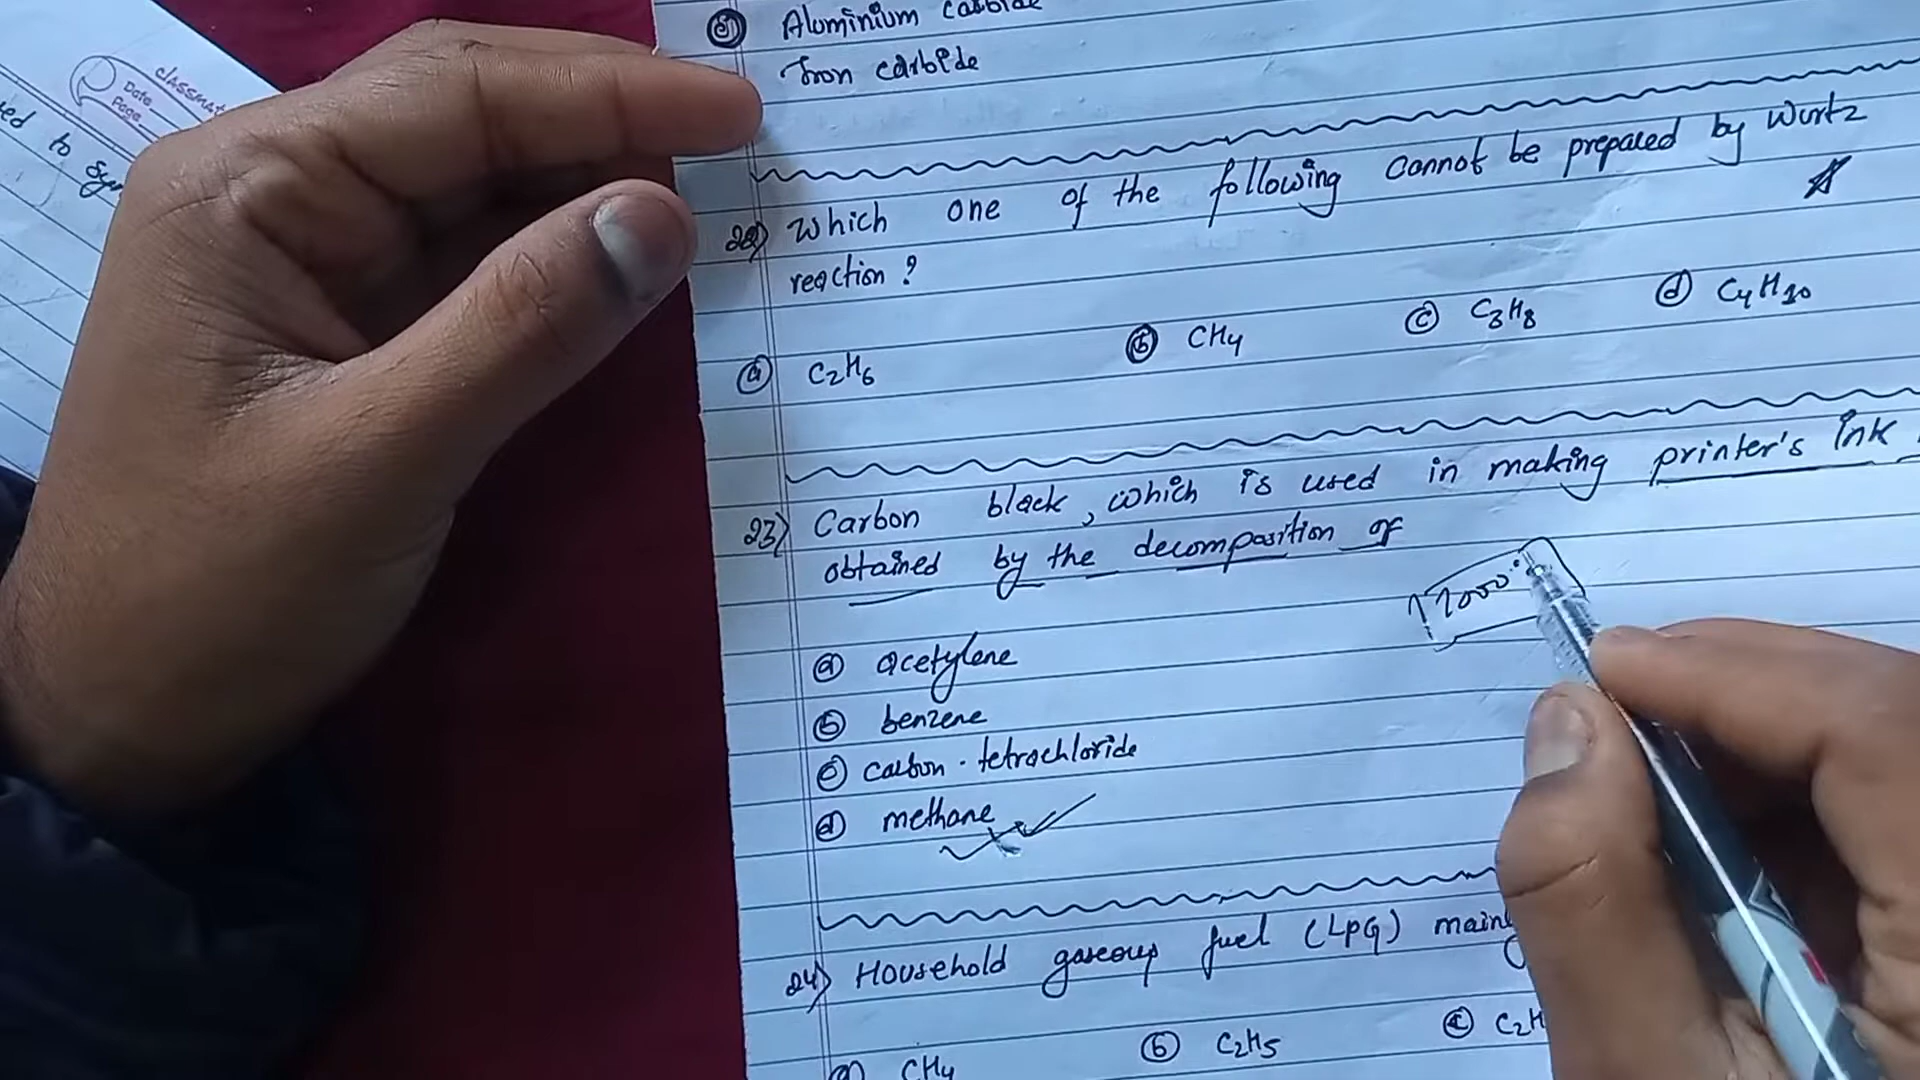 classmate
Date
Page
to
(d) Aluminium carbide
Iron carbide
22) Which one of the following cannot be prepared by Wurtz
reaction ?
(a) C2H6 (b) CH4 (c) C3H8 (d) C4H10
23) Carbon black, which is used in making printer's ink
obtained by the decomposition of
1000°
(a) acetylene
(b) benzene
(c) carbon - tetrachloride
(d) methane
24) Household gaseous fuel (LPG)
(a) CH4 (b) C2H5 (c)